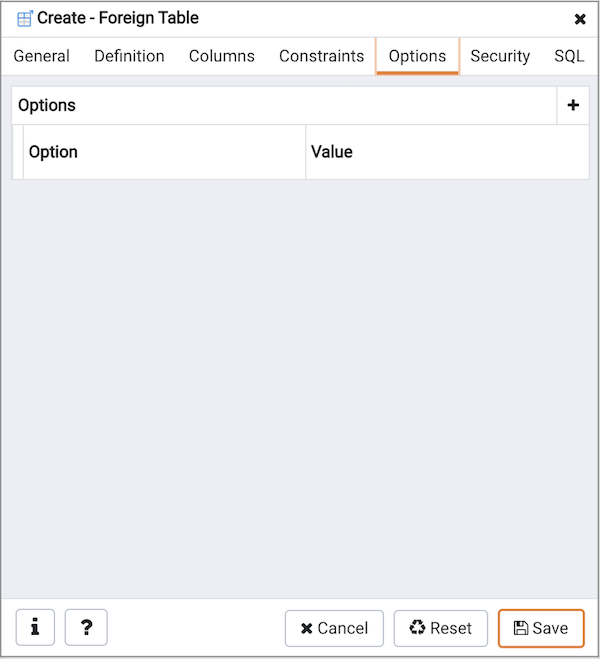 Create - Foreign Table
General Definition Columns Constraints Options Security SQL
Options
Option Value
Cancel Reset Save